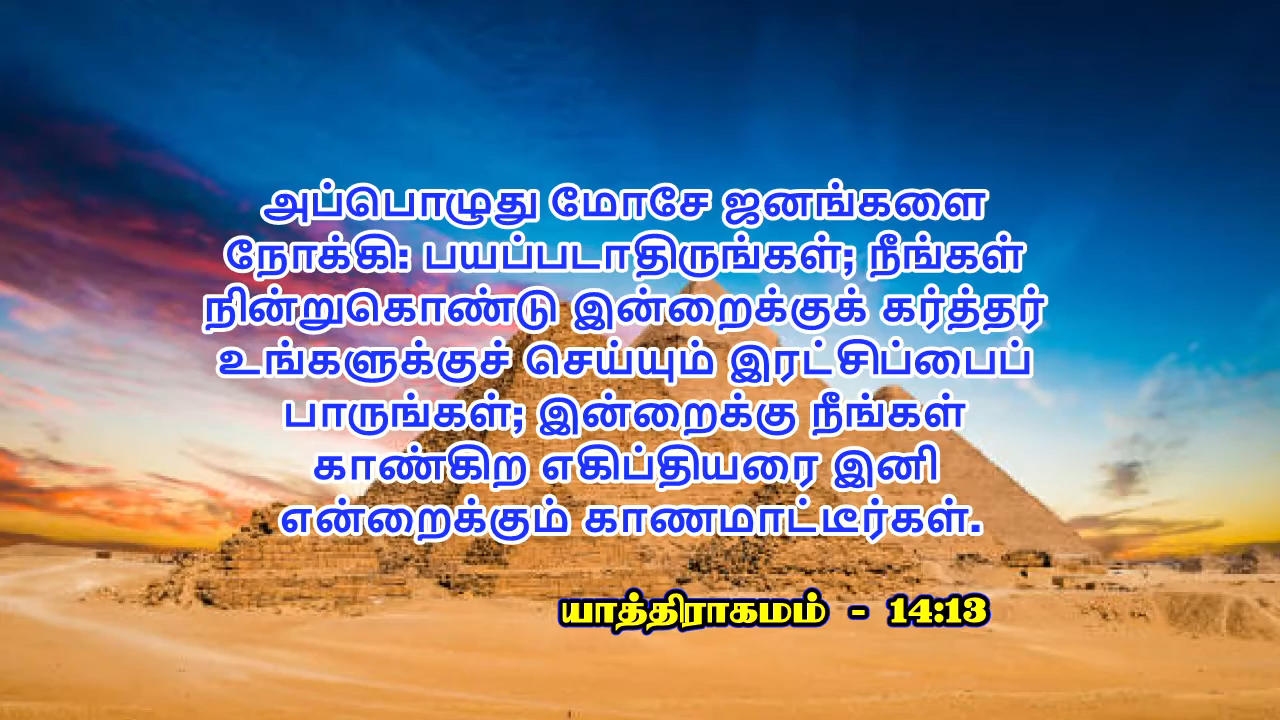 அப்பொழுது மோசே ஜனங்களை
நோக்கி: பயப்படாதிருங்கள்; நீங்கள்
நின்றுகொண்டு இன்றைக்குக் கர்த்தர்
உங்களுக்குச் செய்யும் இரட்சிப்பைப்
பாருங்கள்; இன்றைக்கு நீங்கள்
காண்கிற எகிப்தியரை இனி
என்றைக்கும் காணமாட்டீர்கள்.
யாத்திராகமம் - 14:13